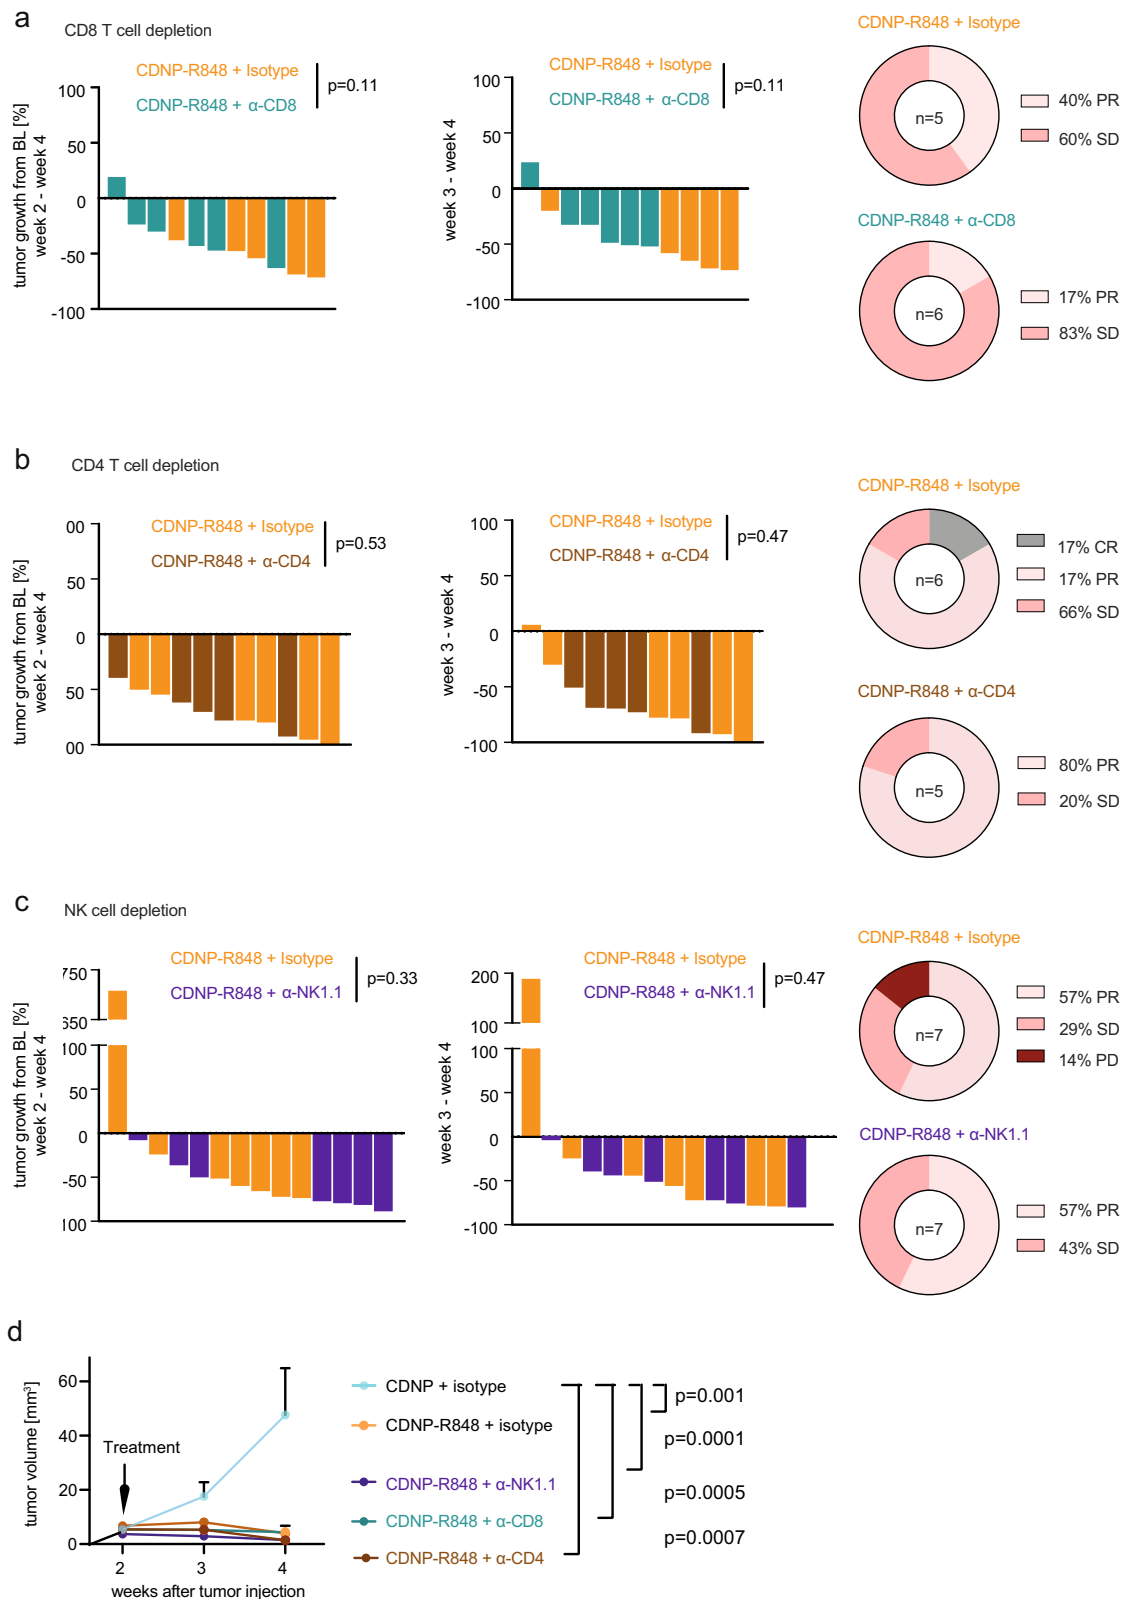 a
CD8 T cell depletion
CDNP-R848 + Isotype
CDNP-R848 + α-CD8
p=0.11
tumor growth from BL [%]
week 2 - week 4
100
50
0
-50
-100
CDNP-R848 + Isotype
CDNP-R848 + α-CD8
p=0.11
week 3 - week 4
100
50
0
-50
-100
CDNP-R848 + Isotype
n=5
40% PR
60% SD
CDNP-R848 + α-CD8
n=6
17% PR
83% SD
b
CD4 T cell depletion
CDNP-R848 + Isotype
CDNP-R848 + α-CD4
p=0.53
tumor growth from BL [%]
week 2 - week 4
00
50
0
50
00
CDNP-R848 + Isotype
CDNP-R848 + α-CD4
p=0.47
week 3 - week 4
100
50
0
-50
-100
CDNP-R848 + Isotype
n=6
17% CR
17% PR
66% SD
CDNP-R848 + α-CD4
n=5
80% PR
20% SD
c
NK cell depletion
CDNP-R848 + Isotype
CDNP-R848 + α-NK1.1
p=0.33
tumor growth from BL [%]
week 2 - week 4
750
350
100
50
0
-50
100
CDNP-R848 + Isotype
CDNP-R848 + α-NK1.1
p=0.47
week 3 - week 4
200
100
100
50
0
-50
-100
CDNP-R848 + Isotype
n=7
57% PR
29% SD
14% PD
CDNP-R848 + α-NK1.1
n=7
57% PR
43% SD
d
tumor volume [mm³]
60
40
20
0
Treatment
2 3 4
weeks after tumor injection
CDNP + isotype
CDNP-R848 + isotype
CDNP-R848 + α-NK1.1
CDNP-R848 + α-CD8
CDNP-R848 + α-CD4
p=0.001
p=0.0001
p=0.0005
p=0.0007